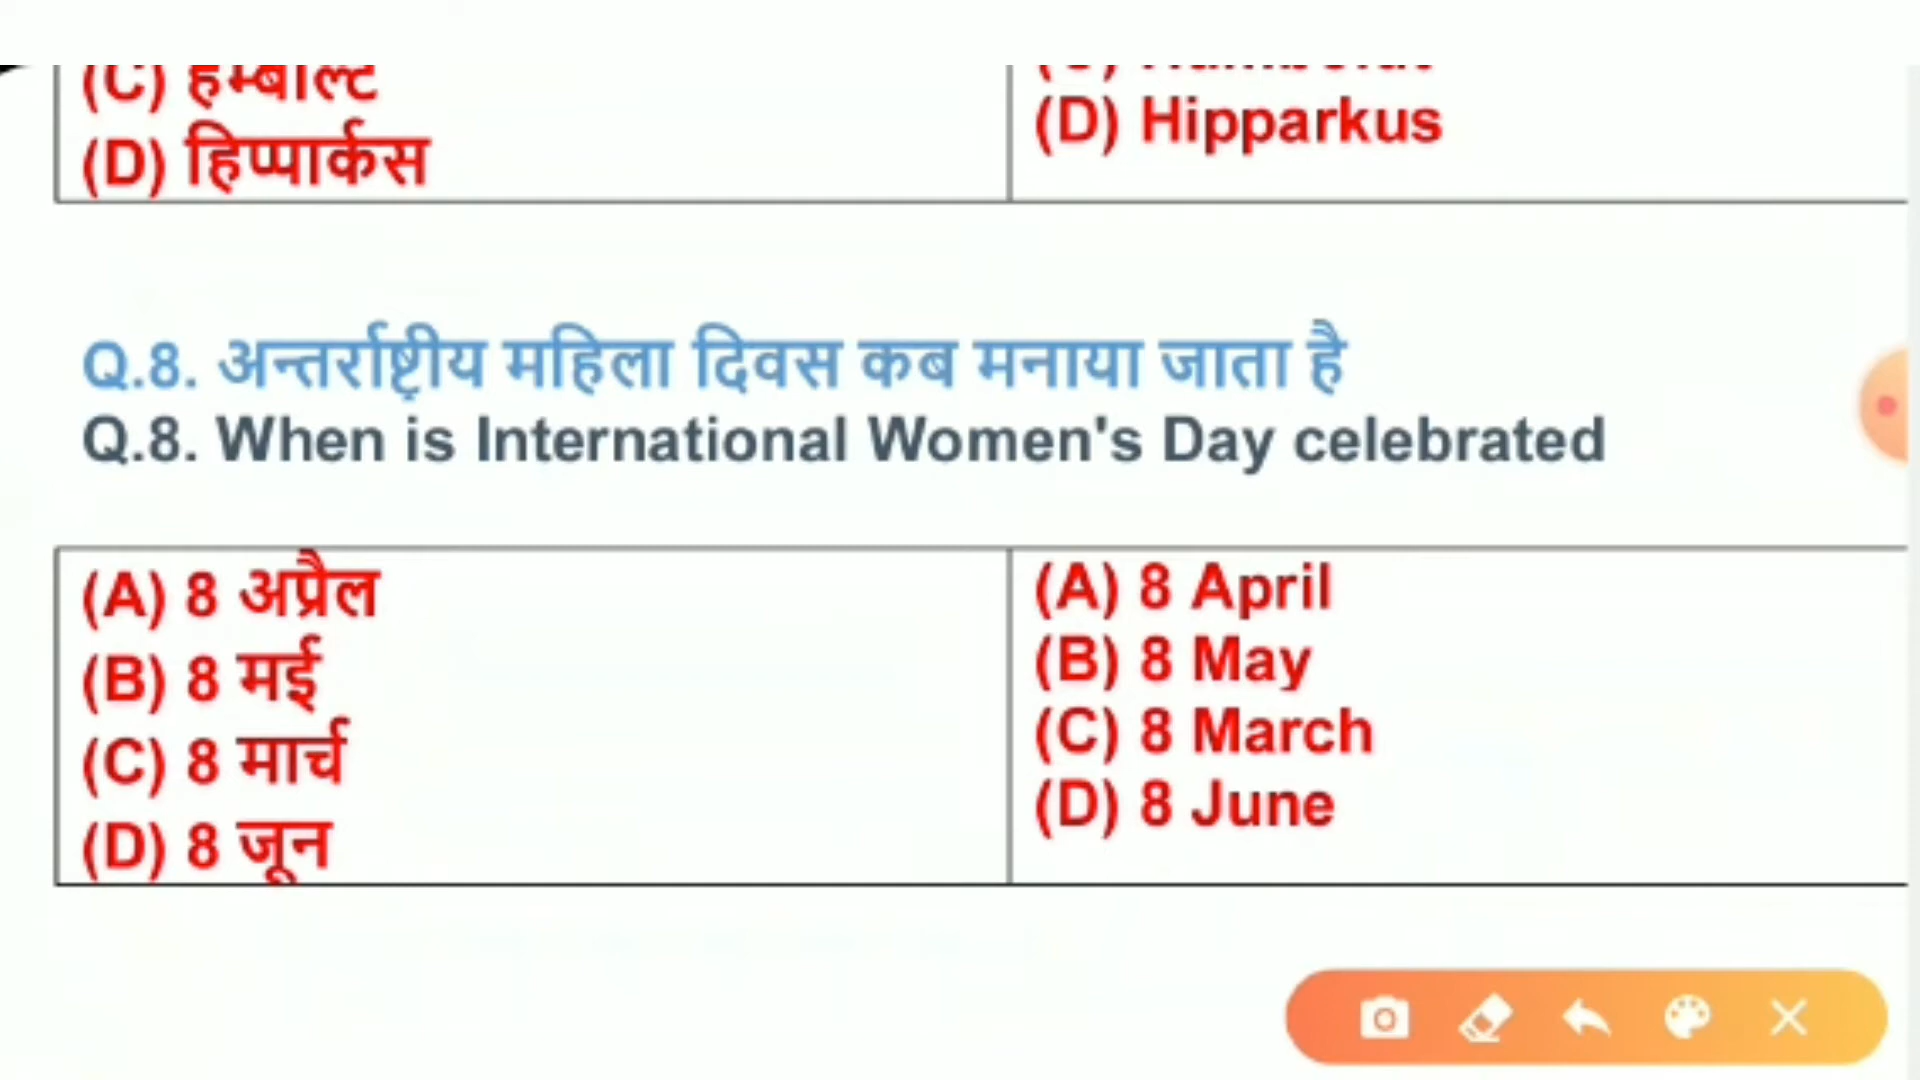 (C) हम्बोल्ट
(D) हिप्पार्कस
(D) Hipparkus
Q.8. अन्तर्राष्ट्रीय महिला दिवस कब मनाया जाता है
Q.8. When is International Women's Day celebrated
(A) 8 अप्रैल
(B) 8 मई
(C) 8 मार्च
(D) 8 जून
(A) 8 April
(B) 8 May
(C) 8 March
(D) 8 June